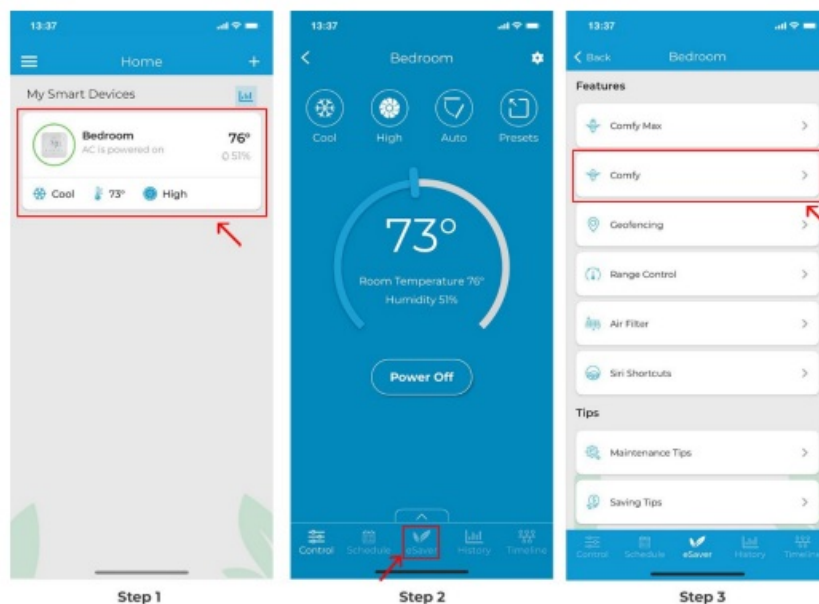 13:37
Home
+
My Smart Devices
Bedroom
76°
AC is powered on
51%
Cool
73°
High
Step 1
13:37
Bedroom
Cool
High
Auto
Presets
73°
Room Temperature 76°
Humidity 51%
Power Off
Control
Schedule
eSaver
History
Timeline
Step 2
13:37
Back
Bedroom
Features
Comfy Max
Comfy
Geofencing
Range Control
Air Filter
Siri Shortcuts
Tips
Maintenance Tips
Saving Tips
Control
Schedule
eSaver
History
Timeline
Step 3